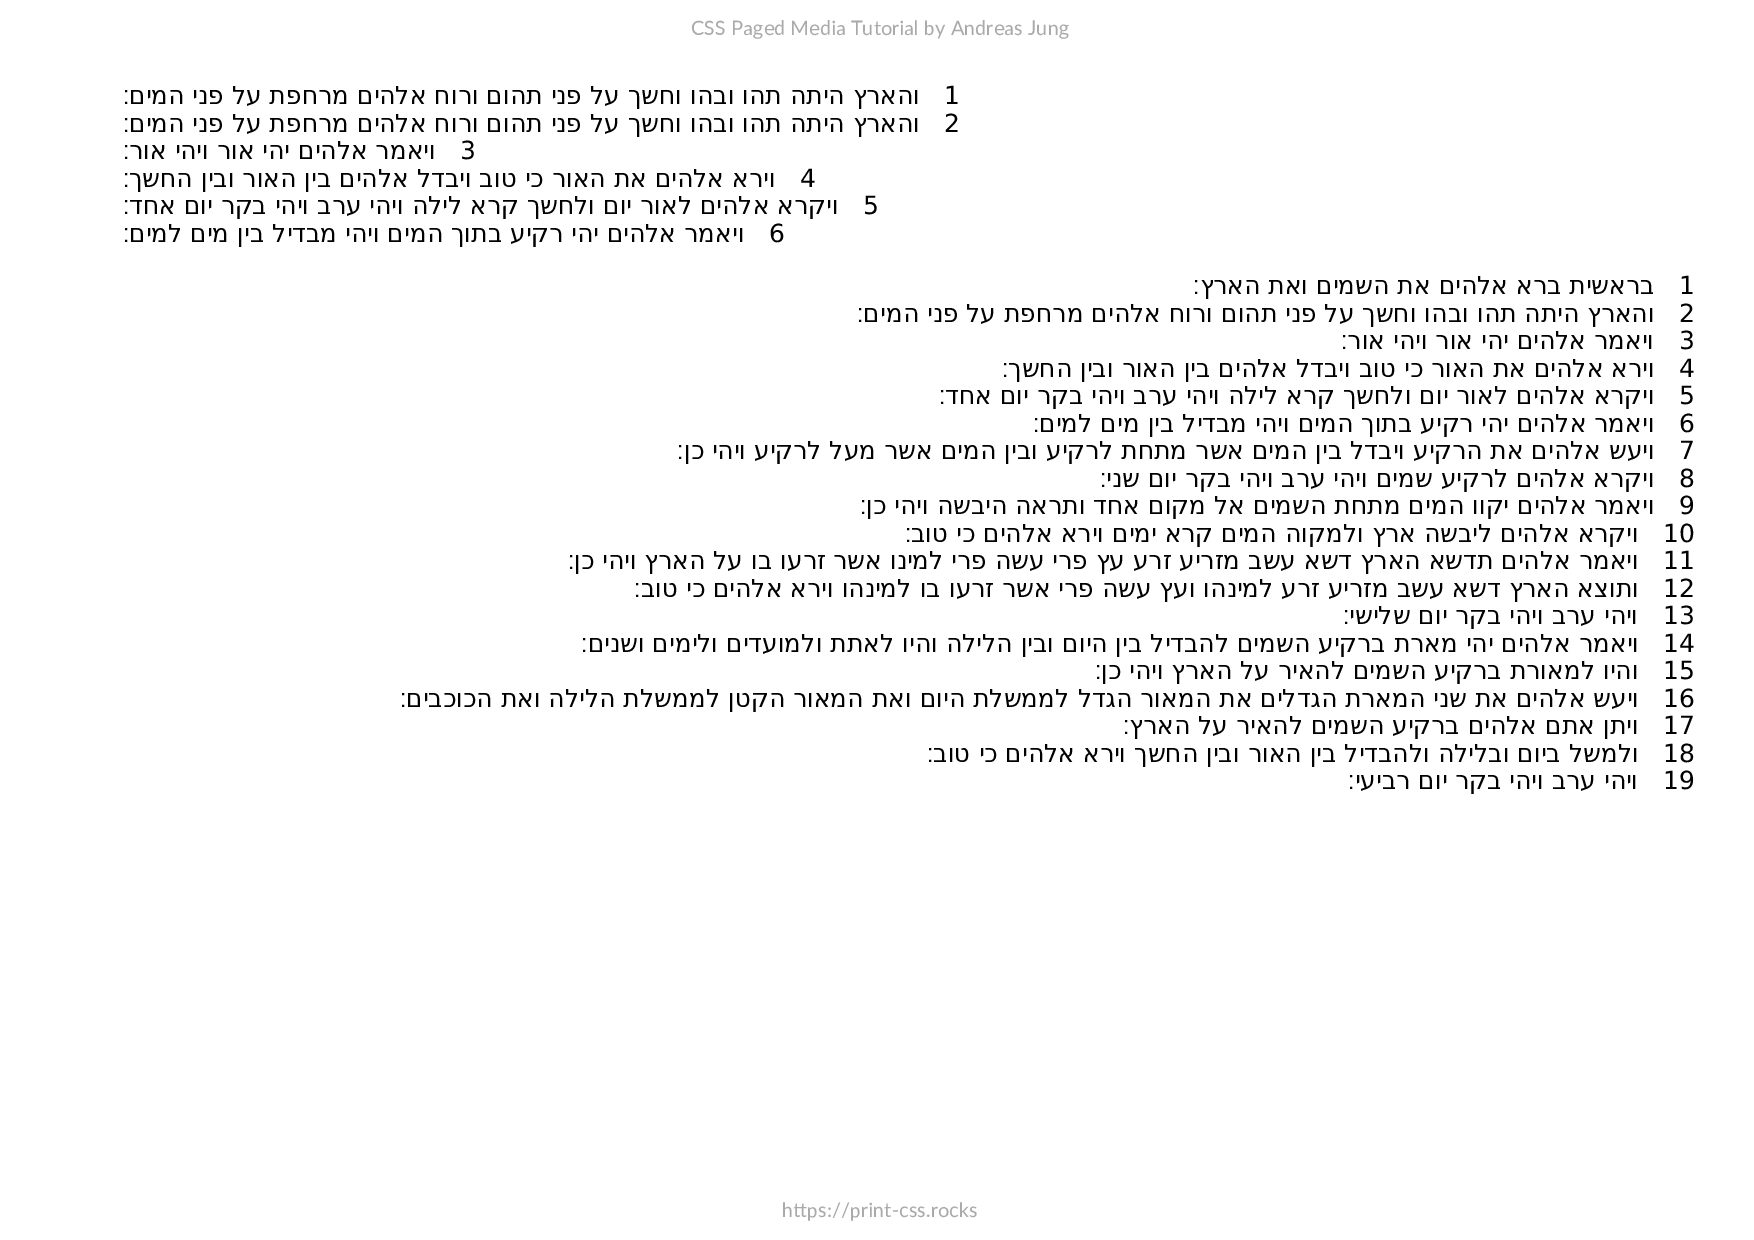 CSS Paged Media Tutorial by Andreas Jung
1 והארץ היתה תהו ובהו וחשך על פני תהום ורוח אלהים מרחפת על פני המים:
2 והארץ היתה תהו ובהו וחשך על פני תהום ורוח אלהים מרחפת על פני המים:
3 ויאמר אלהים יהי אור ויהי אור:
4 וירא אלהים את האור כי טוב ויבדל אלהים בין האור ובין החשך:
5 ויקרא אלהים לאור יום ולחשך קרא לילה ויהי ערב ויהי בקר יום אחד:
6 ויאמר אלהים יהי רקיע בתוך המים ויהי מבדיל בין מים למים:
1 בראשית ברא אלהים את השמים ואת הארץ:
2 והארץ היתה תהו ובהו וחשך על פני תהום ורוח אלהים מרחפת על פני המים:
3 ויאמר אלהים יהי אור ויהי אור:
4 וירא אלהים את האור כי טוב ויבדל אלהים בין האור ובין החשך:
5 ויקרא אלהים לאור יום ולחשך קרא לילה ויהי ערב ויהי בקר יום אחד:
6 ויאמר אלהים יהי רקיע בתוך המים ויהי מבדיל בין מים למים:
7 ויעש אלהים את הרקיע ויבדל בין המים אשר מתחת לרקיע ובין המים אשר מעל לרקיע ויהי כן:
8 ויקרא אלהים לרקיע שמים ויהי ערב ויהי בקר יום שני:
9 ויאמר אלהים יקוו המים מתחת השמים אל מקום אחד ותראה היבשה ויהי כן:
10 ויקרא אלהים ליבשה ארץ ולמקוה המים קרא ימים וירא אלהים כי טוב:
11 ויאמר אלהים תדשא הארץ דשא עשב מזריע זרע עץ פרי עשה פרי למינו אשר זרעו בו על הארץ ויהי כן:
12 ותוצא הארץ דשא עשב מזריע זרע למינהו ועץ עשה פרי אשר זרעו בו למינהו וירא אלהים כי טוב:
13 ויהי ערב ויהי בקר יום שלישי:
14 ויאמר אלהים יהי מארת ברקיע השמים להבדיל בין היום ובין הלילה והיו לאתת ולמועדים ולימים ושנים:
15 והיו למאורת ברקיע השמים להאיר על הארץ ויהי כן:
16 ויעש אלהים את שני המארת הגדלים את המאור הגדל לממשלת היום ואת המאור הקטן לממשלת הלילה ואת הכוכבים:
17 ויתן אתם אלהים ברקיע השמים להאיר על הארץ:
18 ולמשל ביום ובלילה ולהבדיל בין האור ובין החשך וירא אלהים כי טוב:
19 ויהי ערב ויהי בקר יום רביעי:
https://print-css.rocks